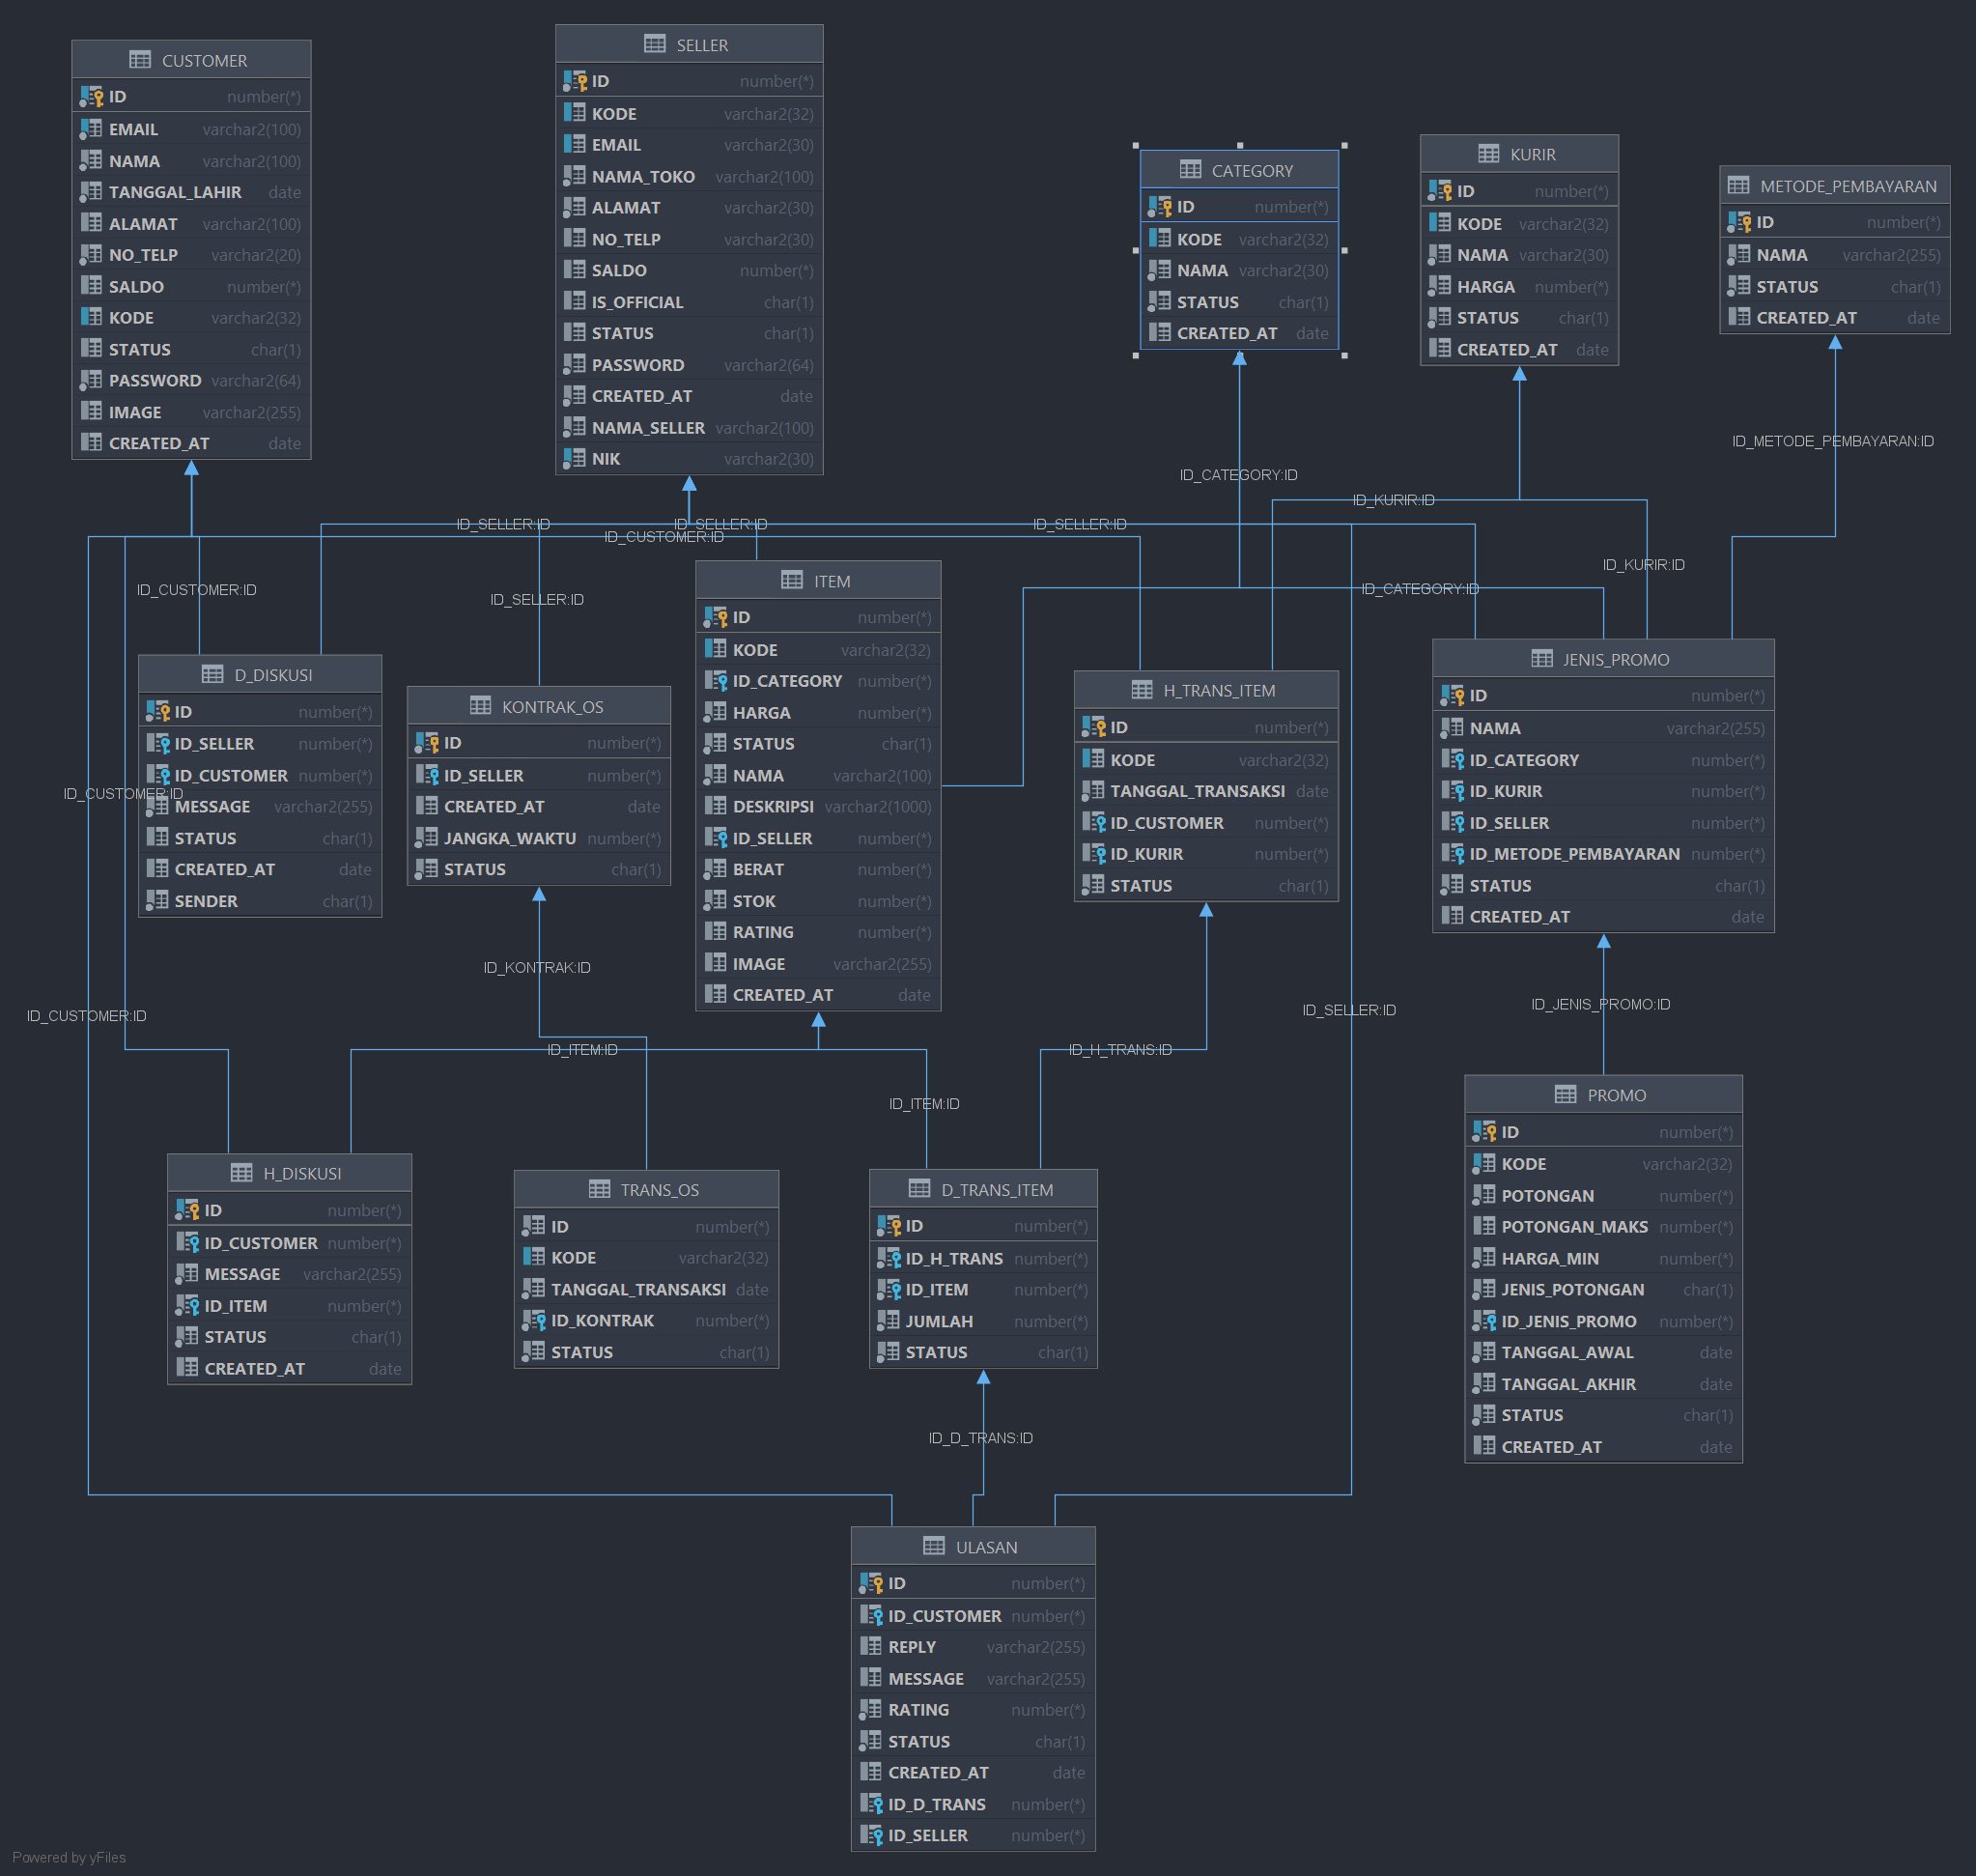 CUSTOMER
ID number(*)
EMAIL varchar2(100)
NAMA varchar2(100)
TANGGAL_LAHIR date
ALAMAT varchar2(100)
NO_TELP varchar2(20)
SALDO number(*)
KODE varchar2(32)
STATUS char(1)
PASSWORD varchar2(64)
IMAGE varchar2(255)
CREATED_AT date
SELLER
ID number(*)
KODE varchar2(32)
EMAIL varchar2(30)
NAMA_TOKO varchar2(100)
ALAMAT varchar2(30)
NO_TELP varchar2(30)
SALDO number(*)
IS_OFFICIAL char(1)
STATUS char(1)
PASSWORD varchar2(64)
CREATED_AT date
NAMA_SELLER varchar2(100)
NIK varchar2(30)
CATEGORY
ID number(*)
KODE varchar2(32)
NAMA varchar2(30)
STATUS char(1)
CREATED_AT date
KURIR
ID number(*)
KODE varchar2(32)
NAMA varchar2(30)
HARGA number(*)
STATUS char(1)
CREATED_AT date
METODE_PEMBAYARAN
ID number(*)
NAMA varchar2(255)
STATUS char(1)
CREATED_AT date
ID_METODE_PEMBAYARAN:ID
ID_CATEGORY:ID
ID_KURIR:ID
ID_SELLER:ID
ID_SELLER:ID
ID_SELLER:ID
ID_CUSTOMER:ID
ID_KURIR:ID
ID_CUSTOMER:ID
ID_SELLER:ID
ID_CATEGORY:ID
D_DISKUSI
ID number(*)
ID_SELLER number(*)
ID_CUSTOMER number(*)
MESSAGE varchar2(255)
STATUS char(1)
CREATED_AT date
SENDER char(1)
ID_CUSTOMER:ID
KONTRAK_OS
ID number(*)
ID_SELLER number(*)
CREATED_AT date
JANGKA_WAKTU number(*)
STATUS char(1)
ITEM
ID number(*)
KODE varchar2(32)
ID_CATEGORY number(*)
HARGA number(*)
STATUS char(1)
NAMA varchar2(100)
DESKRIPSI varchar2(1000)
ID_SELLER number(*)
BERAT number(*)
STOK number(*)
RATING number(*)
IMAGE varchar2(255)
CREATED_AT date
H_TRANS_ITEM
ID number(*)
KODE varchar2(32)
TANGGAL_TRANSAKSI date
ID_CUSTOMER number(*)
ID_KURIR number(*)
STATUS char(1)
JENIS_PROMO
ID number(*)
NAMA varchar2(255)
ID_CATEGORY number(*)
ID_KURIR number(*)
ID_SELLER number(*)
ID_METODE_PEMBAYARAN number(*)
STATUS char(1)
CREATED_AT date
ID_KONTRAK:ID
ID_JENIS_PROMO:ID
ID_SELLER:ID
ID_CUSTOMER:ID
ID_ITEM:ID
ID_H_TRANS:ID
ID_ITEM:ID
H_DISKUSI
ID number(*)
ID_CUSTOMER number(*)
MESSAGE varchar2(255)
ID_ITEM number(*)
STATUS char(1)
CREATED_AT date
TRANS_OS
ID number(*)
KODE varchar2(32)
TANGGAL_TRANSAKSI date
ID_KONTRAK number(*)
STATUS char(1)
D_TRANS_ITEM
ID number(*)
ID_H_TRANS number(*)
ID_ITEM number(*)
JUMLAH number(*)
STATUS char(1)
PROMO
ID number(*)
KODE varchar2(32)
POTONGAN number(*)
POTONGAN_MAKS number(*)
HARGA_MIN number(*)
JENIS_POTONGAN char(1)
ID_JENIS_PROMO number(*)
TANGGAL_AWAL date
TANGGAL_AKHIR date
STATUS char(1)
CREATED_AT date
ID_D_TRANS:ID
ULASAN
ID number(*)
ID_CUSTOMER number(*)
REPLY varchar2(255)
MESSAGE varchar2(255)
RATING number(*)
STATUS char(1)
CREATED_AT date
ID_D_TRANS number(*)
ID_SELLER number(*)
Powered by yFiles